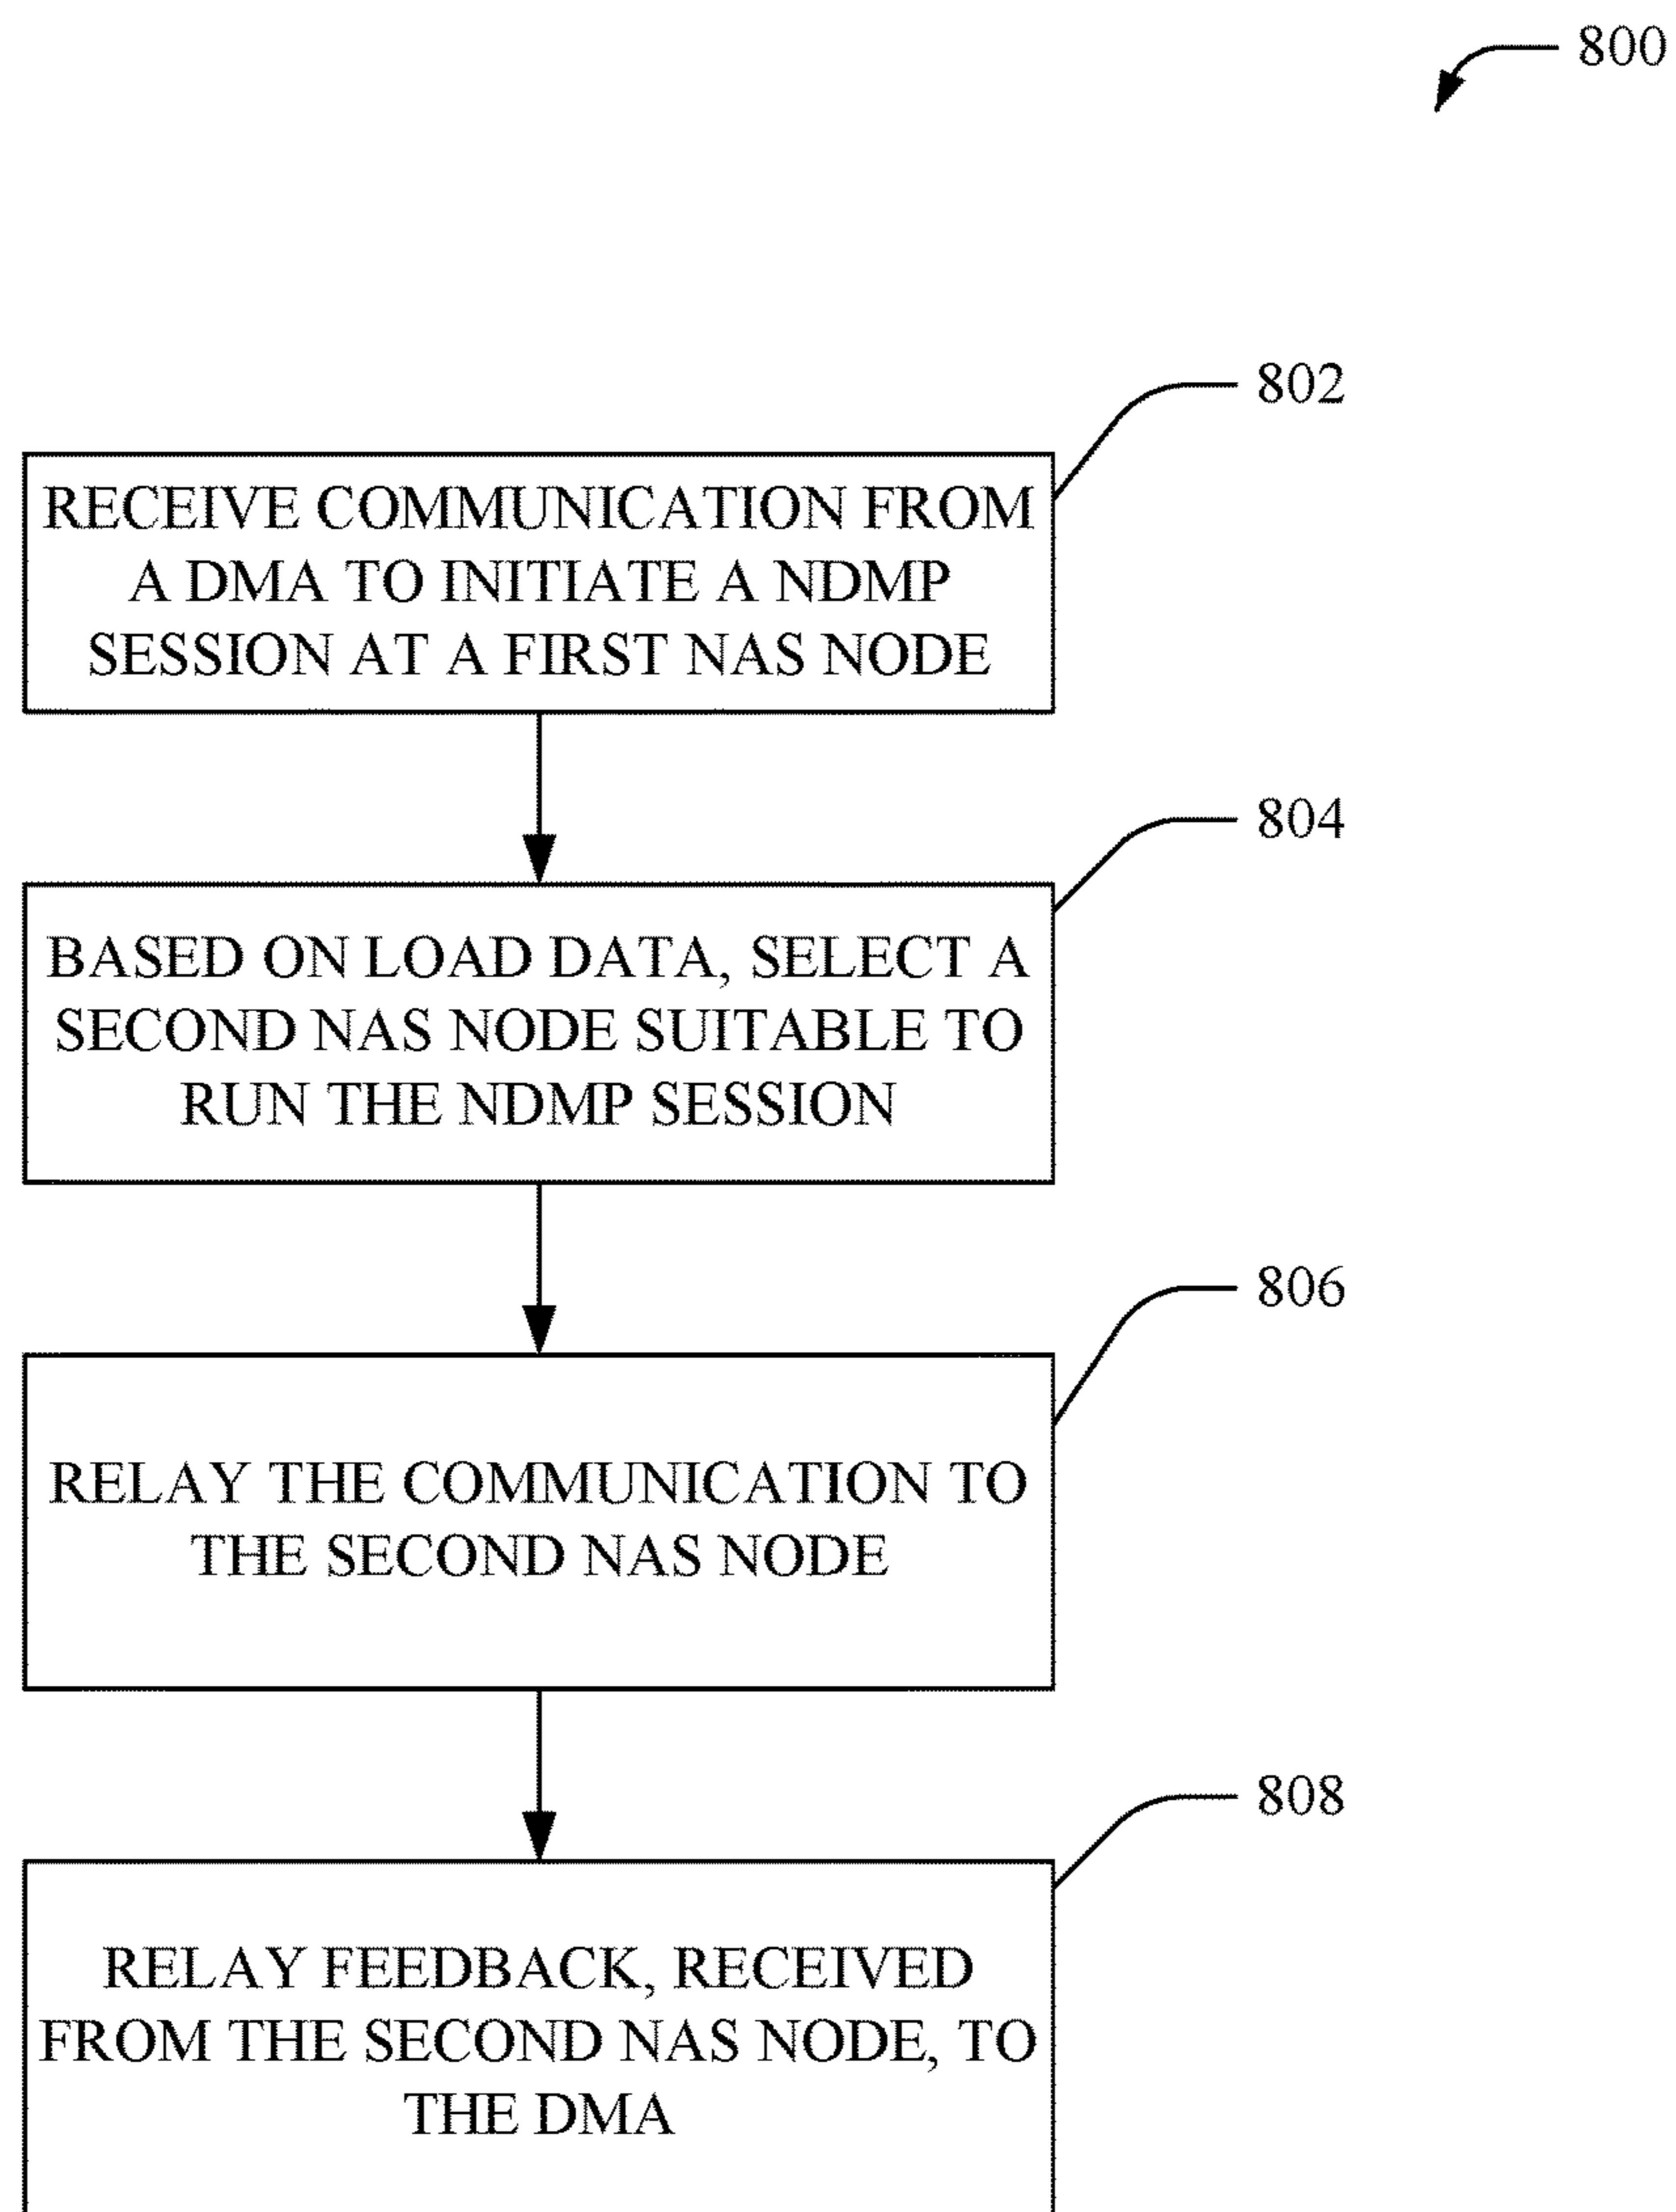 800
802
RECEIVE COMMUNICATION FROM
A DMA TO INITIATE A NDMP
SESSION AT A FIRST NAS NODE
804
BASED ON LOAD DATA, SELECT A
SECOND NAS NODE SUITABLE TO
RUN THE NDMP SESSION
806
RELAY THE COMMUNICATION TO
THE SECOND NAS NODE
808
RELAY FEEDBACK, RECEIVED
FROM THE SECOND NAS NODE, TO
THE DMA